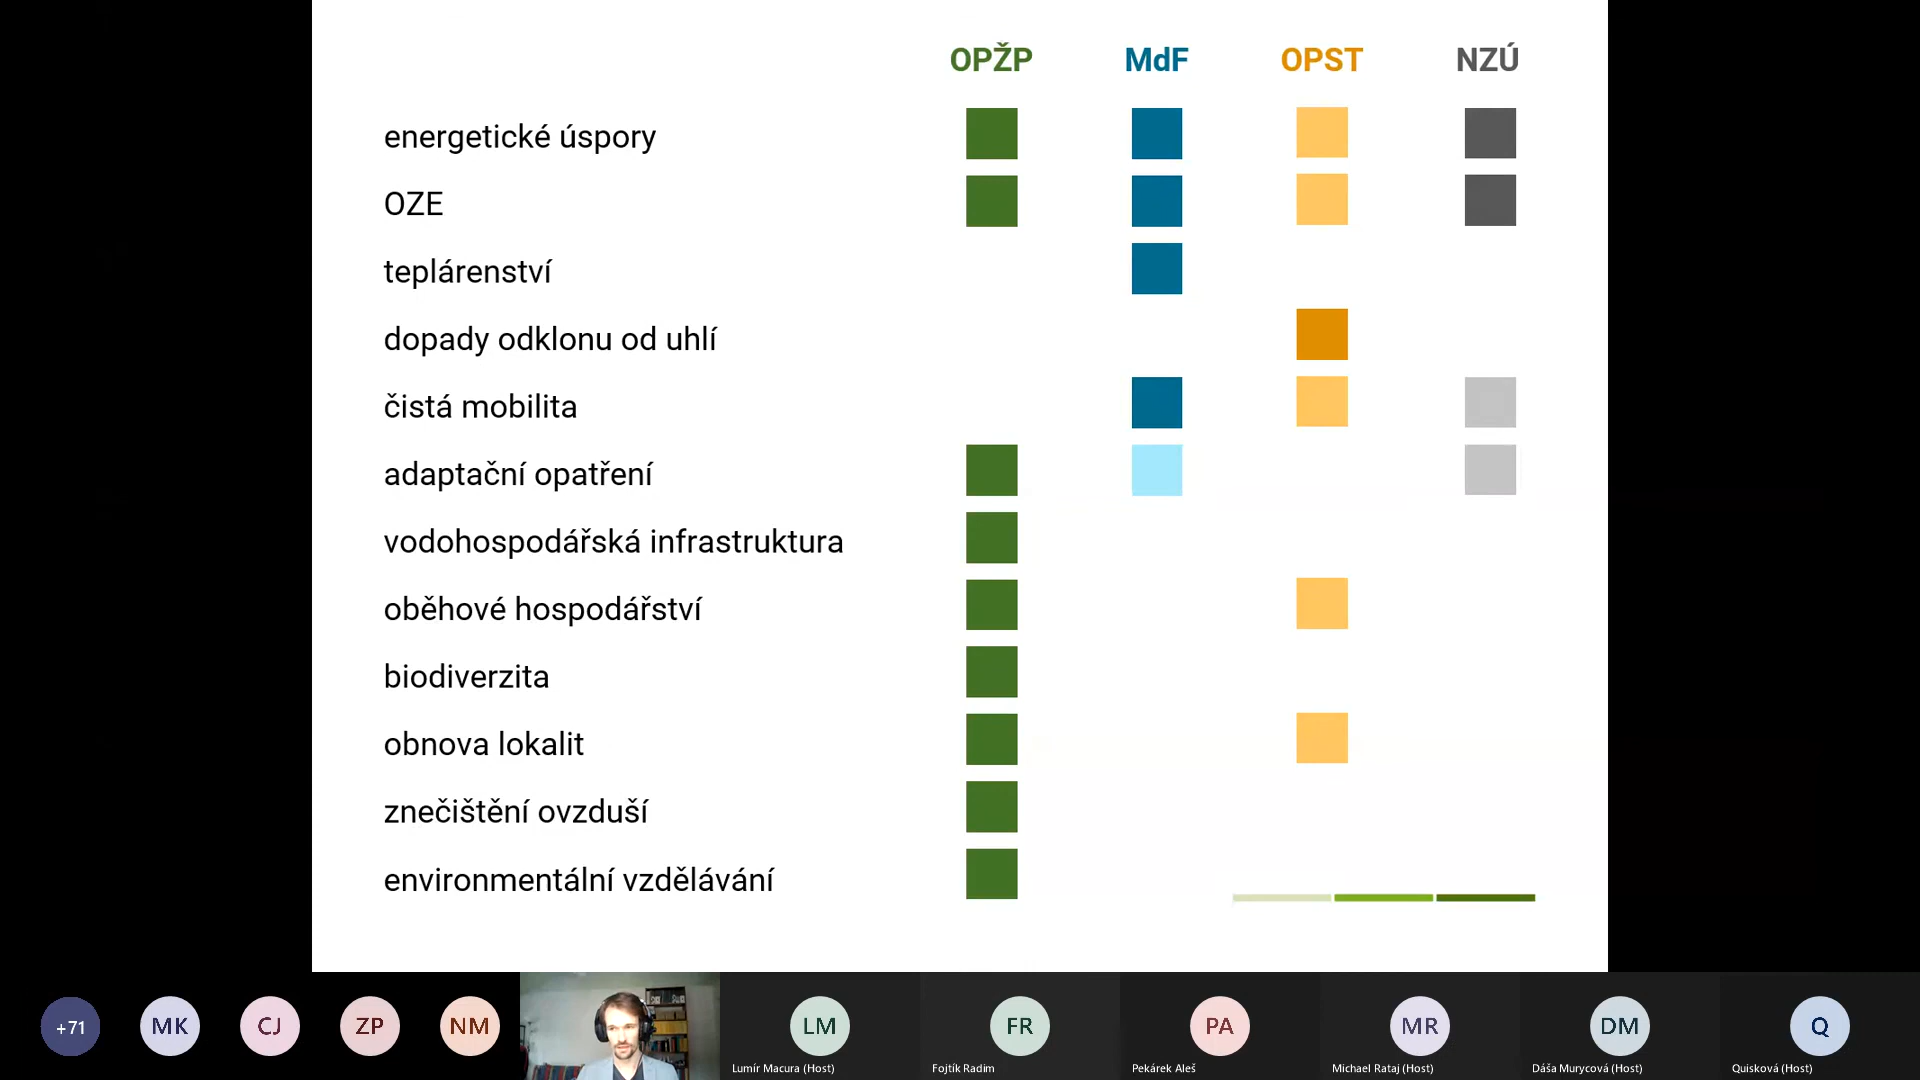 OPŽP MdF OPST NZÚ
energetické úspory
OZE
teplárenství
dopady odklonu od uhlí
čistá mobilita
adaptační opatření
vodohospodářská infrastruktura
oběhové hospodářství
biodiverzita
obnova lokalit
znečištění ovzduší
environmentální vzdělávání
+71 MK CJ ZP NM LM FR PA MR DM Q
Lumír Macura (Host) Fojtík Radim Pekárek Aleš Michael Rataj (Host) Dáša Murycová (Host) Quisková (Host)